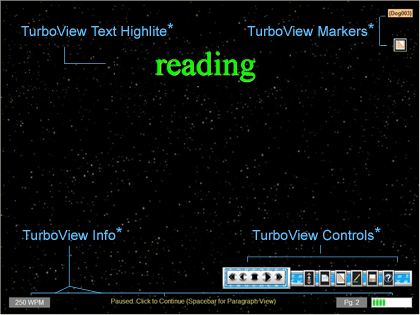 (Dog003)
TurboView Text Highlite*
TurboView Markers*
reading
TurboView Info*
TurboView Controls*
250 WPM
Paused. Click to Continue (Spacebar for Paragraph View)
Pg. 2